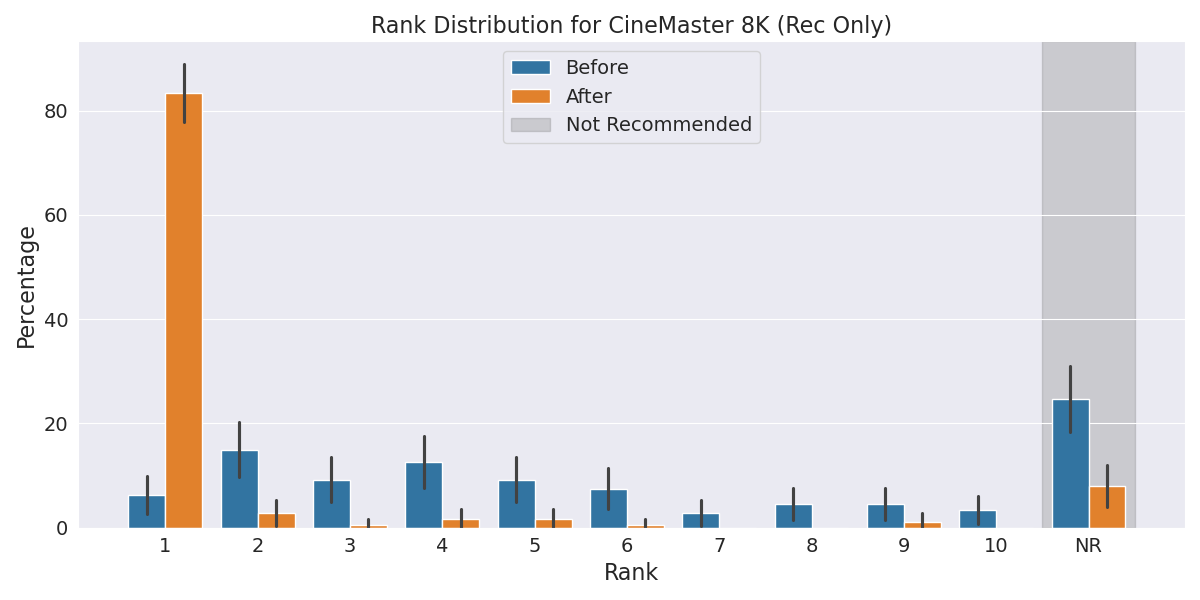 Rank Distribution for CineMaster 8K (Rec Only)
Before
After
Not Recommended
Percentage
80
60
40
20
0
1 2 3 4 5 6 7 8 9 10 NR
Rank